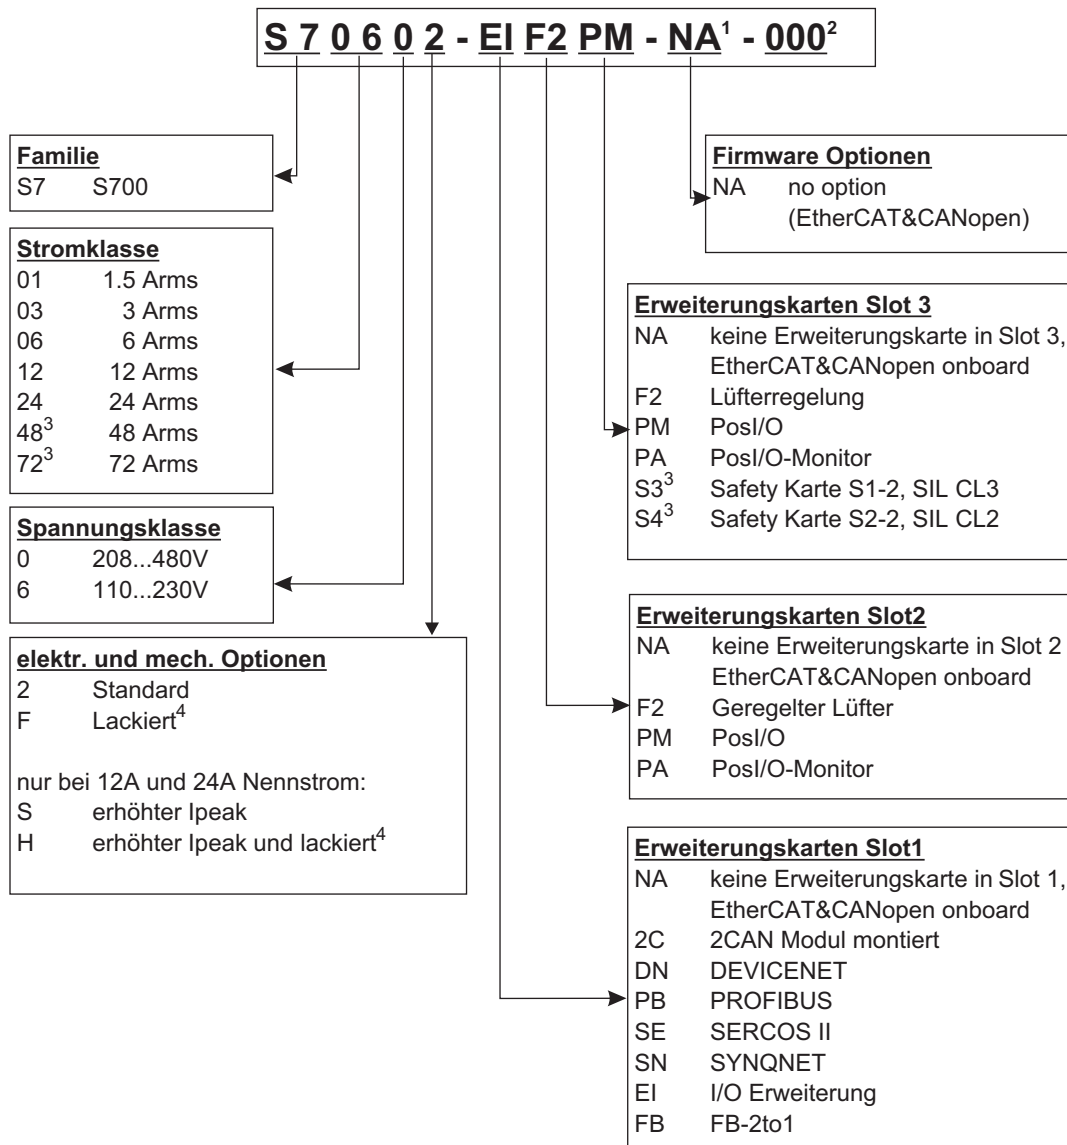 S 7 0 6 0 2 - EI F2 PM - NA¹ - 000²
Familie
S7 S700
Stromklasse
01 1.5 Arms
03 3 Arms
06 6 Arms
12 12 Arms
24 24 Arms
48³ 48 Arms
72³ 72 Arms
Spannungsklasse
0 208...480V
6 110...230V
elektr. und mech. Optionen
2 Standard
F Lackiert⁴
nur bei 12A und 24A Nennstrom:
S erhöhter Ipeak
H erhöhter Ipeak und lackiert⁴
Firmware Optionen
NA no option
(EtherCAT&CANopen)
Erweiterungskarten Slot 3
NA keine Erweiterungskarte in Slot 3,
EtherCAT&CANopen onboard
F2 Lüfterregelung
PM PosI/O
PA PosI/O-Monitor
S3³ Safety Karte S1-2, SIL CL3
S4³ Safety Karte S2-2, SIL CL2
Erweiterungskarten Slot2
NA keine Erweiterungskarte in Slot 2
EtherCAT&CANopen onboard
F2 Geregelter Lüfter
PM PosI/O
PA PosI/O-Monitor
Erweiterungskarten Slot1
NA keine Erweiterungskarte in Slot 1,
EtherCAT&CANopen onboard
2C 2CAN Modul montiert
DN DEVICENET
PB PROFIBUS
SE SERCOS II
SN SYNQNET
EI I/O Erweiterung
FB FB-2to1